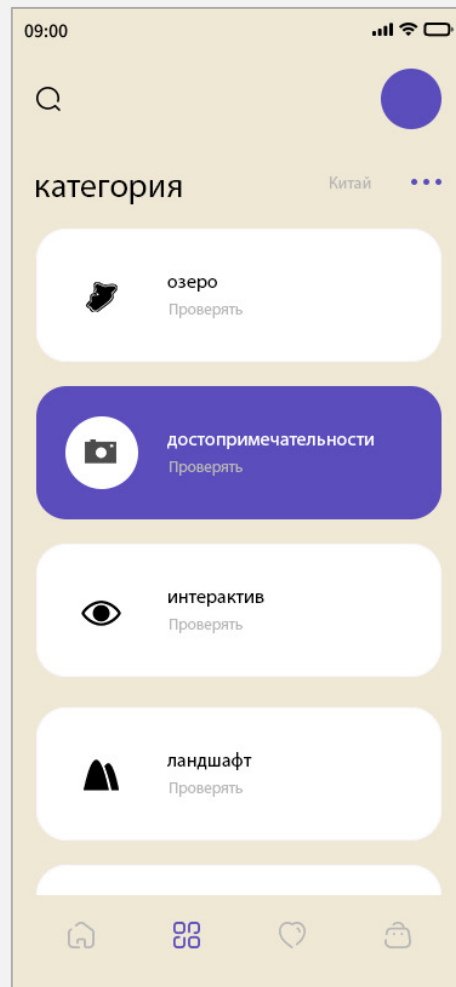 09:00
категория
Китай
озеро
Проверять
достопримечательности
Проверять
интерактив
Проверять
ландшафт
Проверять